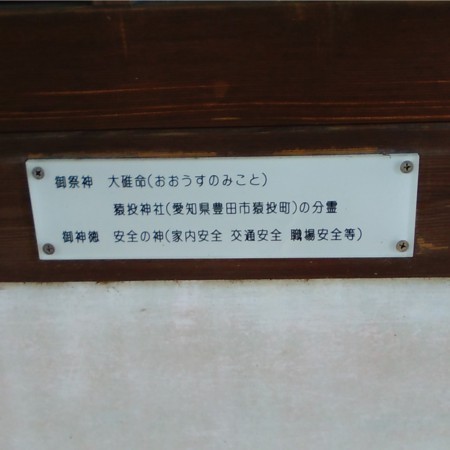 御祭神　大碓命(おおうすのみこと)
猿投神社(愛知県豊田市猿投町)の分霊
御神徳　安全の神(家内安全 交通安全 職場安全等)